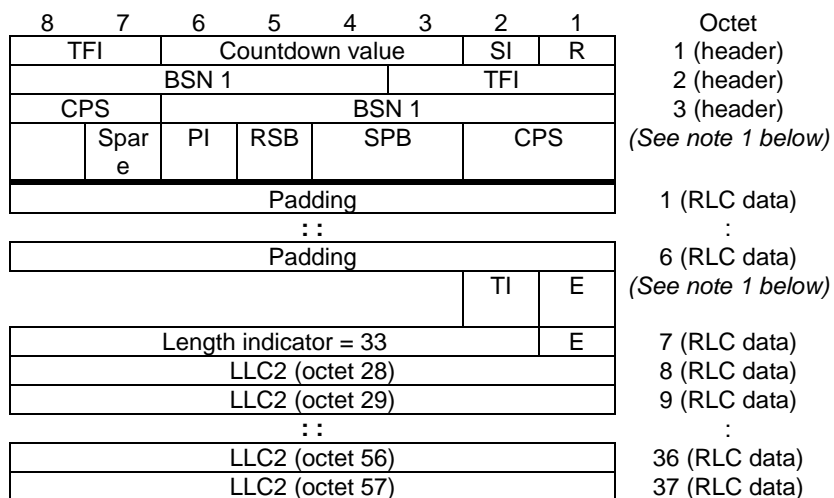 8 7 6 5 4 3 2 1 Octet
TFI Countdown value SI R 1 (header)
BSN 1 TFI 2 (header)
CPS BSN 1 3 (header)
Spar PI RSB SPB CPS (See note 1 below)
e
Padding 1 (RLC data)
: : :
Padding 6 (RLC data)
TI E (See note 1 below)
Length indicator = 33 E 7 (RLC data)
LLC2 (octet 28) 8 (RLC data)
LLC2 (octet 29) 9 (RLC data)
: : :
LLC2 (octet 56) 36 (RLC data)
LLC2 (octet 57) 37 (RLC data)